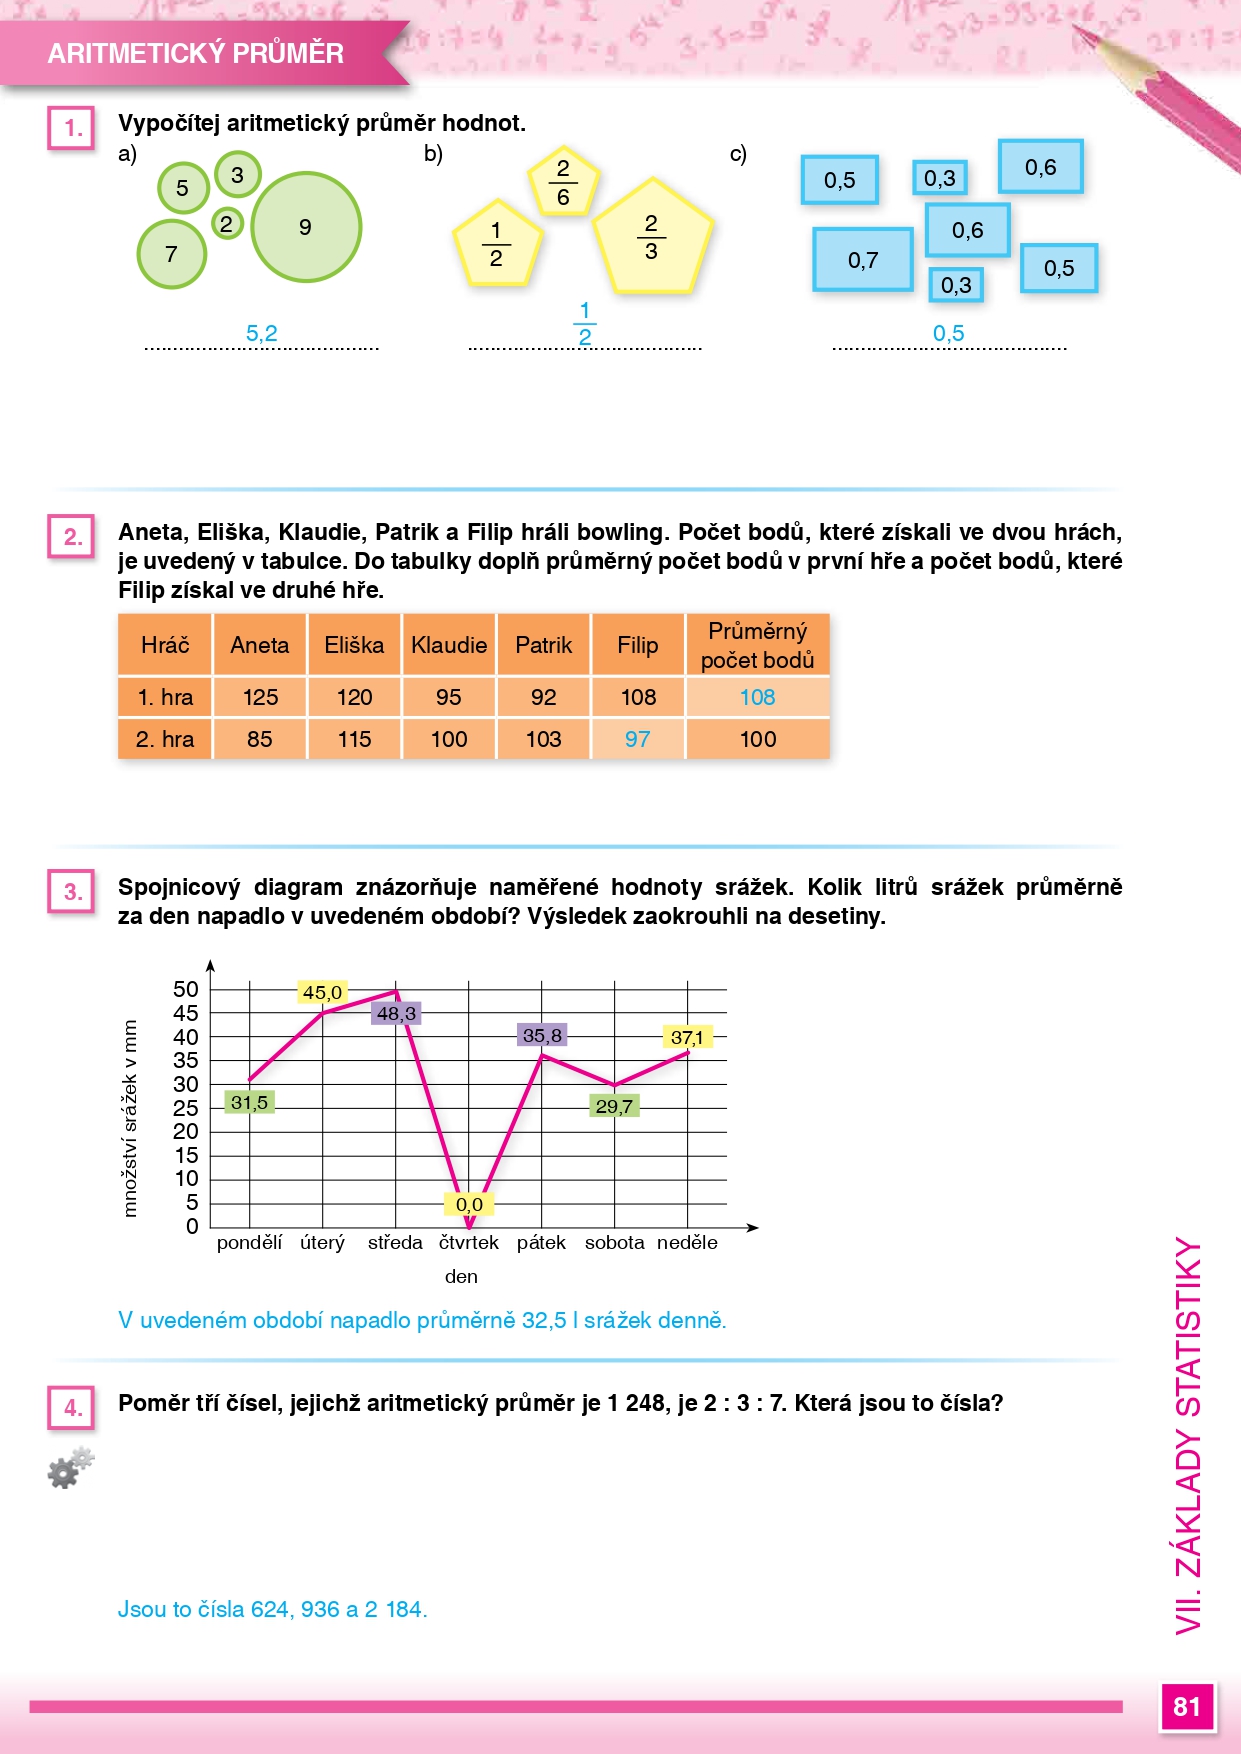 ARITMETICKÝ PRŮMĚR
1. Vypočítej aritmetický průměr hodnot.
a)
5
3
2
9
7
5,2
b)
2/6
1/2
2/3
1/2
c)
0,5
0,3
0,6
0,7
0,6
0,3
0,5
0,5
2. Aneta, Eliška, Klaudie, Patrik a Filip hráli bowling. Počet bodů, které získali ve dvou hrách,
je uvedený v tabulce. Do tabulky doplň průměrný počet bodů v první hře a počet bodů, které
Filip získal ve druhé hře.
Hráč Aneta Eliška Klaudie Patrik Filip Průměrný počet bodů
1. hra 125 120 95 92 108 108
2. hra 85 115 100 103 97 100
3. Spojnicový diagram znázorňuje naměřené hodnoty srážek. Kolik litrů srážek průměrně
za den napadlo v uvedeném období? Výsledek zaokrouhli na desetiny.
množství srážek v mm
50
45
40
35
30
25
20
15
10
5
0
31,5
45,0
48,3
0,0
35,8
29,7
37,1
pondělí úterý středa čtvrtek pátek sobota neděle
den
V uvedeném období napadlo průměrně 32,5 l srážek denně.
4. Poměr tří čísel, jejichž aritmetický průměr je 1 248, je 2 : 3 : 7. Která jsou to čísla?
Jsou to čísla 624, 936 a 2 184.
VII. ZÁKLADY STATISTIKY
81